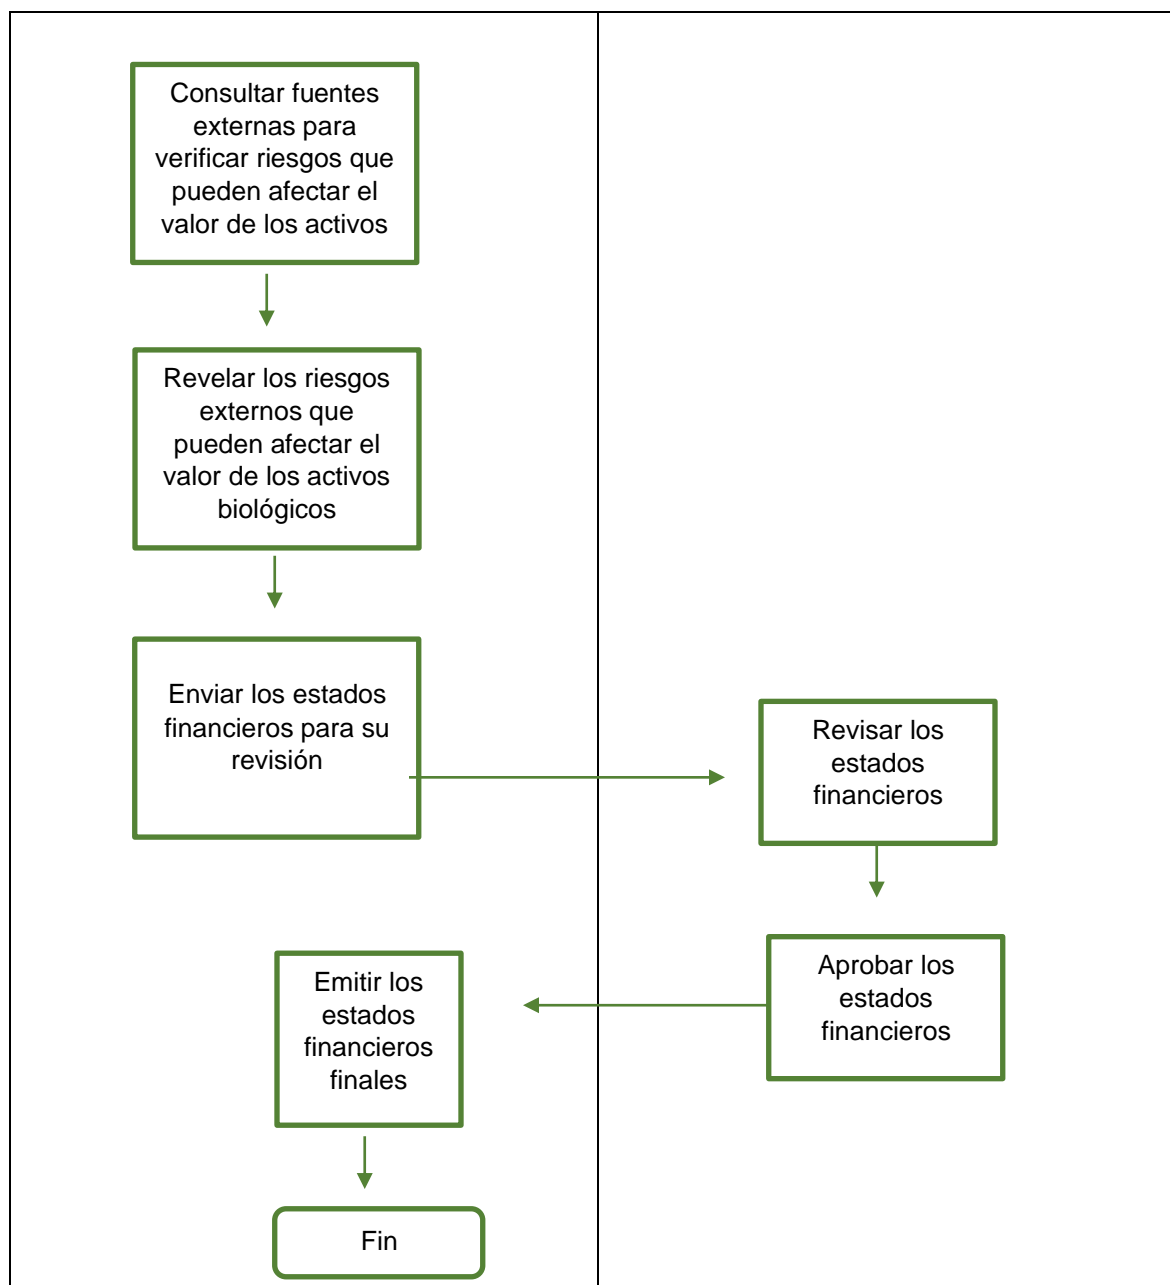 Consultar fuentes
externas para
verificar riesgos que
pueden afectar el
valor de los activos
Revelar los riesgos
externos que
pueden afectar el
valor de los activos
biológicos
Enviar los estados
financieros para su
revisión
Revisar los
estados
financieros
Aprobar los
estados
financieros
Emitir los
estados
financieros
finales
Fin